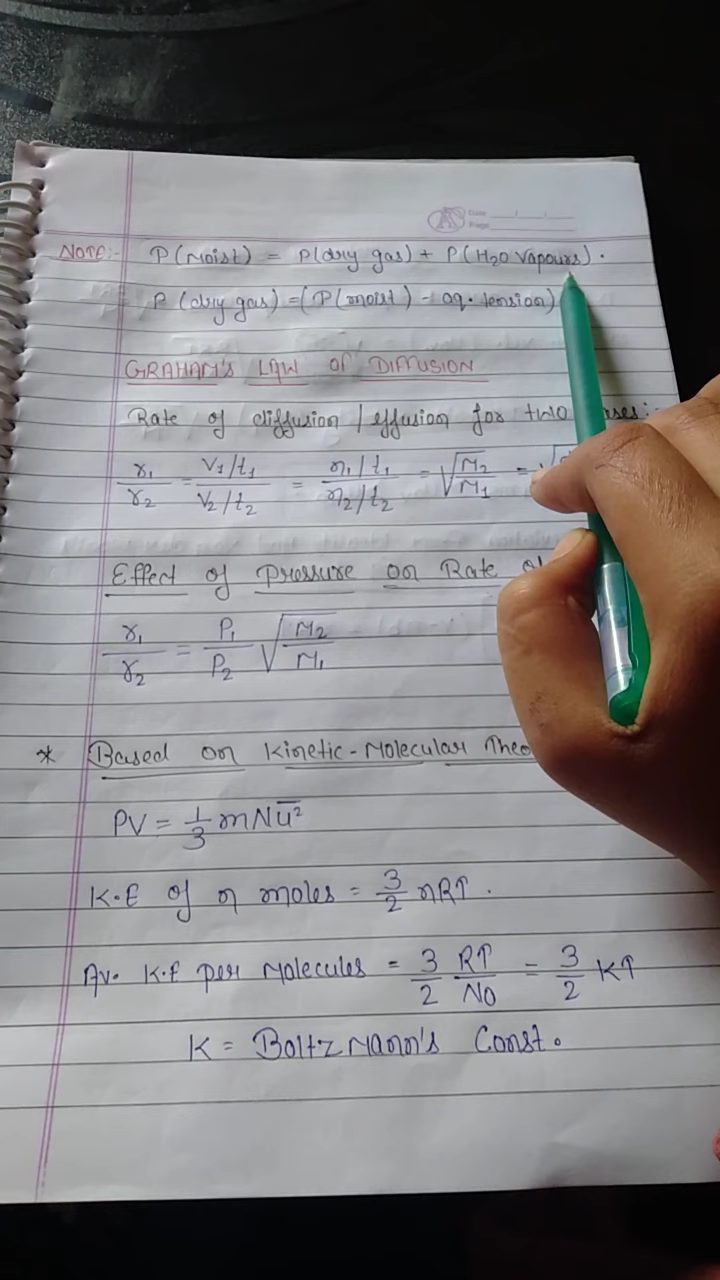 Date
Page
NOTE:- P(Moist) = P(dry gas) + P(H₂O Vapours).
P (dry gas) = (P(moist) - aq. tension)
GRAHAM'S LAW OF DIFFUSION
Rate of diffusion / effusion for two
r₁/r₂ = V₁/t₁ / V₂/t₂ = n₁/t₁ / n₂/t₂ = √M₂/M₁ = √
Effect of Pressure on Rate
r₁/r₂ = P₁/P₂ √M₂/M₁
* Based on Kinetic-Molecular
PV = 1/3 mNū²
K.E of n moles = 3/2 nRT.
Av. K.E per Molecules = 3/2 RT/No = 3/2 KT
K = Boltzmann's Const.